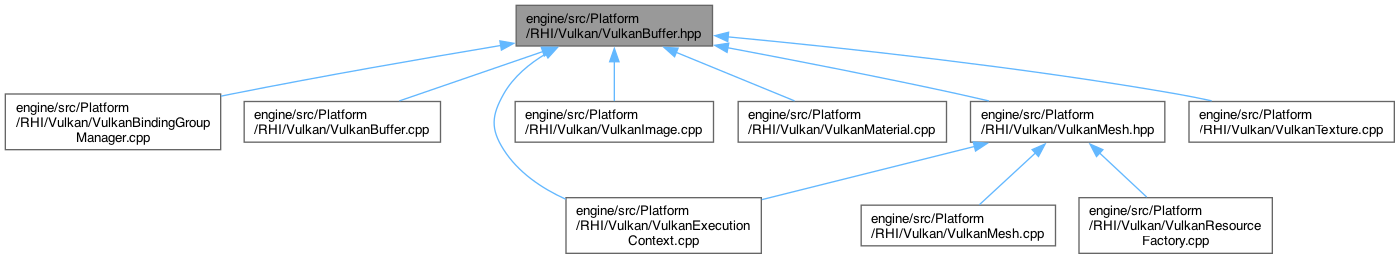 engine/src/Platform
/RHI/Vulkan/VulkanBuffer.hpp
engine/src/Platform
/RHI/Vulkan/VulkanBindingGroup
Manager.cpp
engine/src/Platform
/RHI/Vulkan/VulkanBuffer.cpp
engine/src/Platform
/RHI/Vulkan/VulkanImage.cpp
engine/src/Platform
/RHI/Vulkan/VulkanMaterial.cpp
engine/src/Platform
/RHI/Vulkan/VulkanMesh.hpp
engine/src/Platform
/RHI/Vulkan/VulkanTexture.cpp
engine/src/Platform
/RHI/Vulkan/VulkanExecution
Context.cpp
engine/src/Platform
/RHI/Vulkan/VulkanMesh.cpp
engine/src/Platform
/RHI/Vulkan/VulkanResource
Factory.cpp